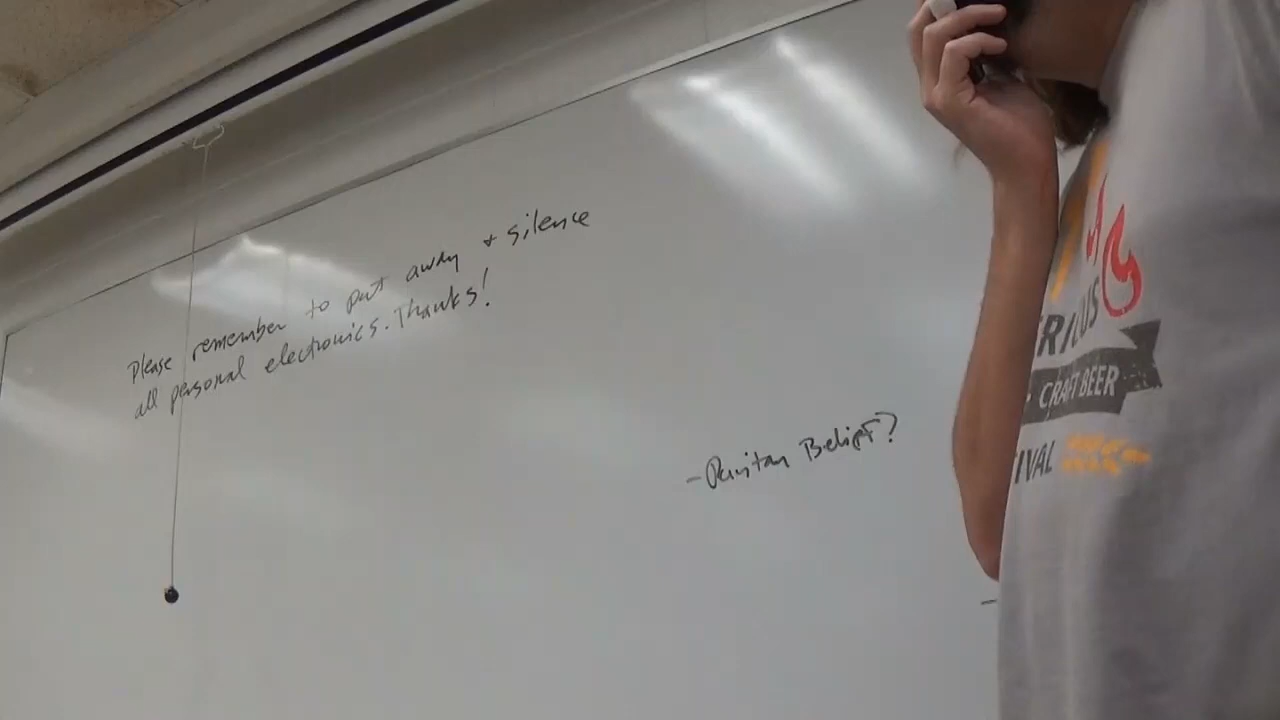 Please remember to put away + silence
all personal electronics. Thanks!
- Puritan Belief?
CRAFT BEER